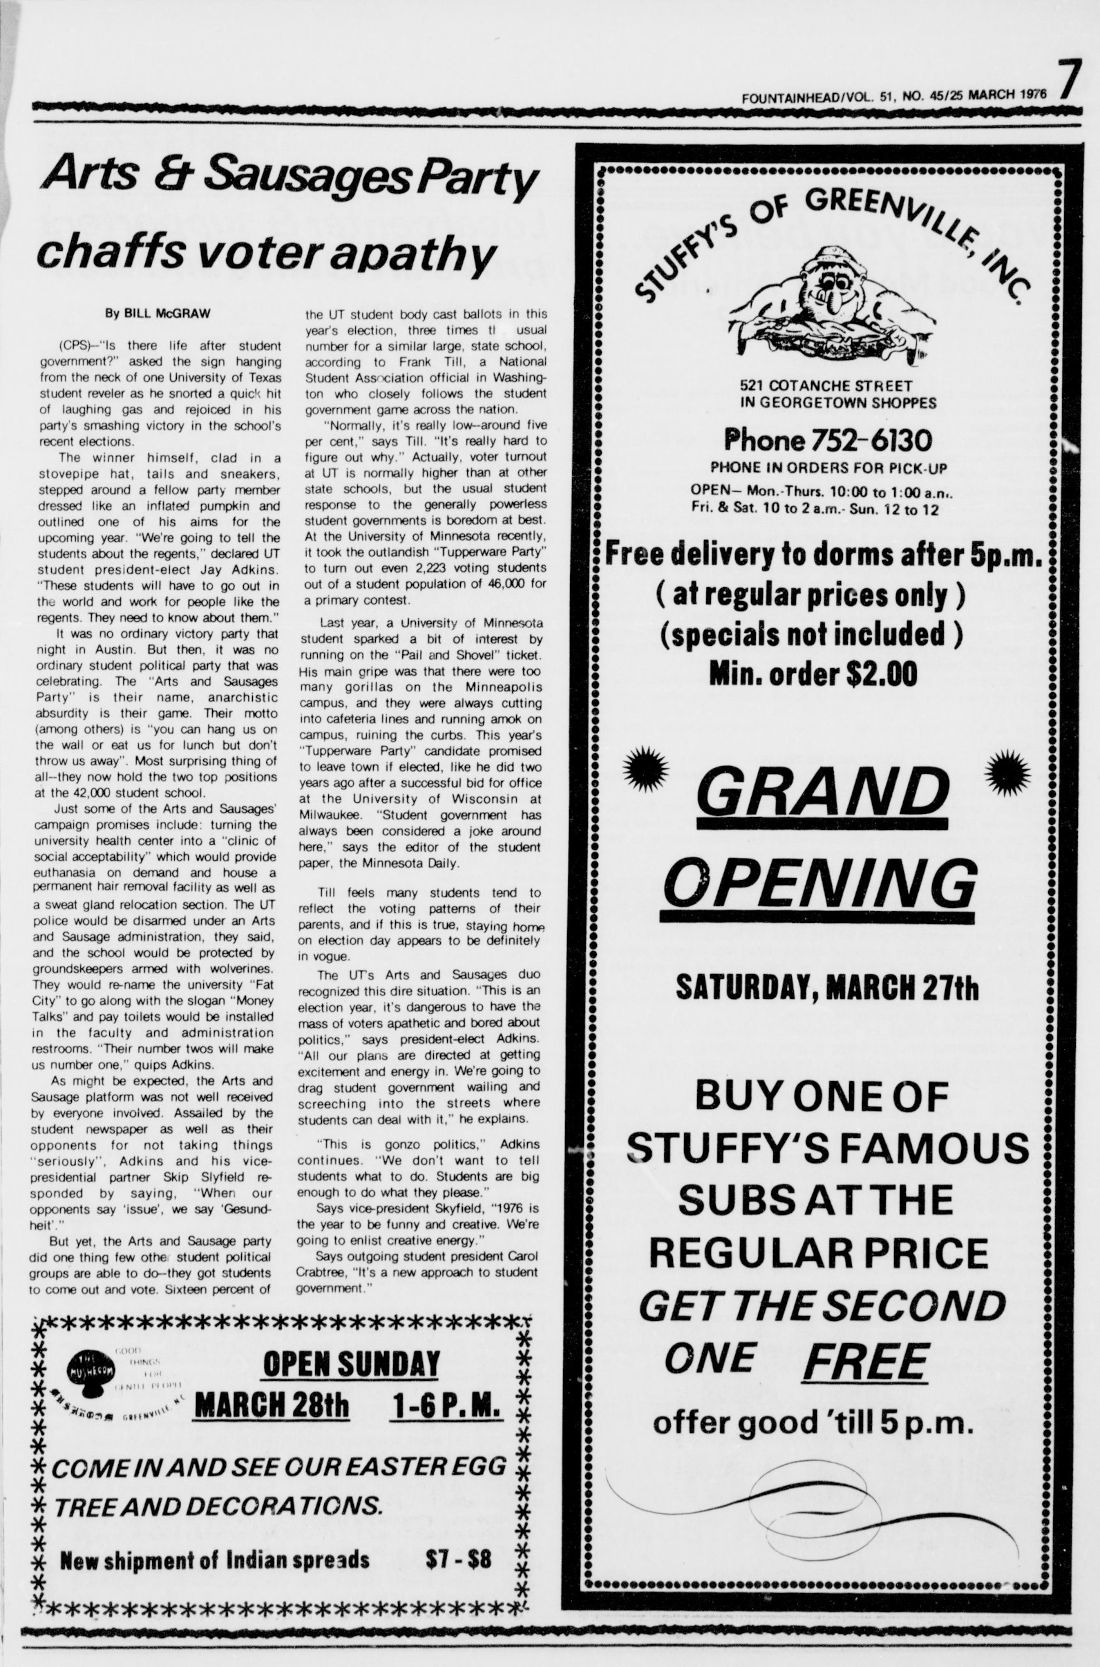 FOUNTAINHEAD/VOL. 51, NO. 45/25 MARCH 1976 7
Arts & Sausages Party
chaffs voter apathy
By BILL McGRAW
(CPS)--"Is there life after student
government?" asked the sign hanging
from the neck of one University of Texas
student reveler as he snorted a quick hit
of laughing gas and rejoiced in his
party's smashing victory in the school's
recent elections.
The winner himself, clad in a
stovepipe hat, tails and sneakers,
stepped around a fellow party member
dressed like an inflated pumpkin and
outlined one of his aims for the
upcoming year. "We're going to tell the
students about the regents," declared UT
student president-elect Jay Adkins.
"These students will have to go out in
the world and work for people like the
regents. They need to know about them."
It was no ordinary victory party that
night in Austin. But then, it was no
ordinary student political party that was
celebrating. The "Arts and Sausages
Party" is their name, anarchistic
absurdity is their game. Their motto
(among others) is "you can hang us on
the wall or eat us for lunch but don't
throw us away". Most surprising thing of
all--they now hold the two top positions
at the 42,000 student school.
Just some of the Arts and Sausages'
campaign promises include: turning the
university health center into a "clinic of
social acceptability" which would provide
euthanasia on demand and house a
permanent hair removal facility as well as
a sweat gland relocation section. The UT
police would be disarmed under an Arts
and Sausage administration, they said,
and the school would be protected by
groundskeepers armed with wolverines.
They would re-name the university "Fat
City" to go along with the slogan "Money
Talks" and pay toilets would be installed
in the faculty and administration
restrooms. "Their number twos will make
us number one," quips Adkins.
As might be expected, the Arts and
Sausage platform was not well received
by everyone involved. Assailed by the
student newspaper as well as their
opponents for not taking things
"seriously", Adkins and his vice-
presidential partner Skip Slyfield re-
sponded by saying, "When our
opponents say 'issue', we say 'Gesund-
heit'."
But yet, the Arts and Sausage party
did one thing few othe student political
groups are able to do--they got students
to come out and vote. Sixteen percent of
the UT student body cast ballots in this
year's election, three times usual
number for a similar large, state school,
according to Frank Till, a National
Student Association official in Washing-
ton who closely follows the student
government game across the nation.
"Normally, it's really low--around five
per cent," says Till. "It's really hard to
figure out why." Actually, voter turnout
at UT is normally higher than at other
state schools, but the usual student
response to the generally powerless
student governments is boredom at best.
At the University of Minnesota recently,
it took the outlandish "Tupperware Party"
to turn out even 2,223 voting students
out of a student population of 46,000 for
a primary contest.
Last year, a University of Minnesota
student sparked a bit of interest by
running on the "Pail and Shovel" ticket.
His main gripe was that there were too
many gorillas on the Minneapolis
campus, and they were always cutting
into cafeteria lines and running amok on
campus, ruining the curbs. This year's
"Tupperware Party" candidate promised
to leave town if elected, like he did two
years ago after a successful bid for office
at the University of Wisconsin at
Milwaukee. "Student government has
always been considered a joke around
here," says the editor of the student
paper, the Minnesota Daily.
Till feels many students tend to
reflect the voting patterns of their
parents, and if this is true, staying home
on election day appears to be definitely
in vogue.
The UT's Arts and Sausages duo
recognized this dire situation. "This is an
election year, it's dangerous to have the
mass of voters apathetic and bored about
politics," says president-elect Adkins.
"All our plans are directed at getting
excitement and energy in. We're going to
drag student government wailing and
screeching into the streets where
students can deal with it," he explains.
"This is gonzo politics," Adkins
continues. "We don't want to tell
students what to do. Students are big
enough to do what they please."
Says vice-president Skyfield, "1976 is
the year to be funny and creative. We're
going to enlist creative energy."
Says outgoing student president Carol
Crabtree, "It's a new approach to student
government."
THE MUSHROOM
GOOD
THINGS
FOR
GENTLE PEOPLE
GREENVILLE N.C.
OPEN SUNDAY
MARCH 28th 1-6 P.M.
COME IN AND SEE OUR EASTER EGG
TREE AND DECORATIONS.
New shipment of Indian spreads $7 - $8
STUFFY'S OF GREENVILLE, INC.
521 COTANCHE STREET
IN GEORGETOWN SHOPPES
Phone 752-6130
PHONE IN ORDERS FOR PICK-UP
OPEN- Mon.-Thurs. 10:00 to 1:00 a.m.
Fri. & Sat. 10 to 2 a.m.- Sun. 12 to 12
Free delivery to dorms after 5p.m.
( at regular prices only )
(specials not included )
Min. order $2.00
GRAND
OPENING
SATURDAY, MARCH 27th
BUY ONE OF
STUFFY'S FAMOUS
SUBS AT THE
REGULAR PRICE
GET THE SECOND
ONE FREE
offer good 'till 5 p.m.